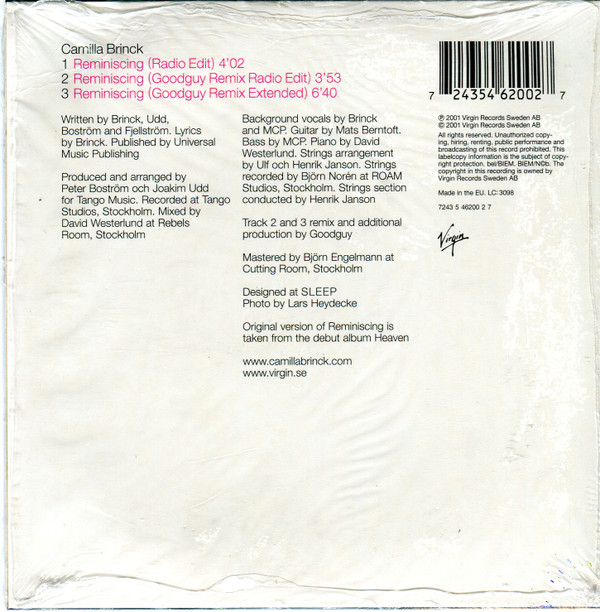 Camilla Brinck
1 Reminiscing (Radio Edit) 4'02
2 Reminiscing (Goodguy Remix Radio Edit) 3'53
3 Reminiscing (Goodguy Remix Extended) 6'40
Written by Brinck, Udd,
Boström and Fjellström. Lyrics
by Brinck. Published by Universal
Music Publishing
Produced and arranged by
Peter Boström och Joakim Udd
for Tango Music. Recorded at Tango
Studios, Stockholm. Mixed by
David Westerlund at Rebels
Room, Stockholm
Background vocals by Brinck
and MCP. Guitar by Mats Berntoft.
Bass by MCP. Piano by David
Westerlund. Strings arrangement
by Ulf och Henrik Janson. Strings
recorded by Björn Norén at ROAM
Studios, Stockholm. Strings section
conducted by Henrik Janson
Track 2 and 3 remix and additional
production by Goodguy
Mastered by Björn Engelmann at
Cutting Room, Stockholm
Designed at SLEEP
Photo by Lars Heydecke
Original version of Reminiscing is
taken from the debut album Heaven
www.camillabrinck.com
www.virgin.se
7 24354 62002 7
℗ 2001 Virgin Records Sweden AB
© 2001 Virgin Records Sweden AB
All rights reserved. Unauthorized copy-
ing, hiring, renting, public performance and
broadcasting of this record prohibited. This
labelcopy information is the subject of copy-
right protection. bel/BIEM. BIEM/NCb. The
copyright in this recording is owned by
Virgin Records Sweden AB
Made in the EU. LC: 3098
7243 5 46200 2 7
Virgin